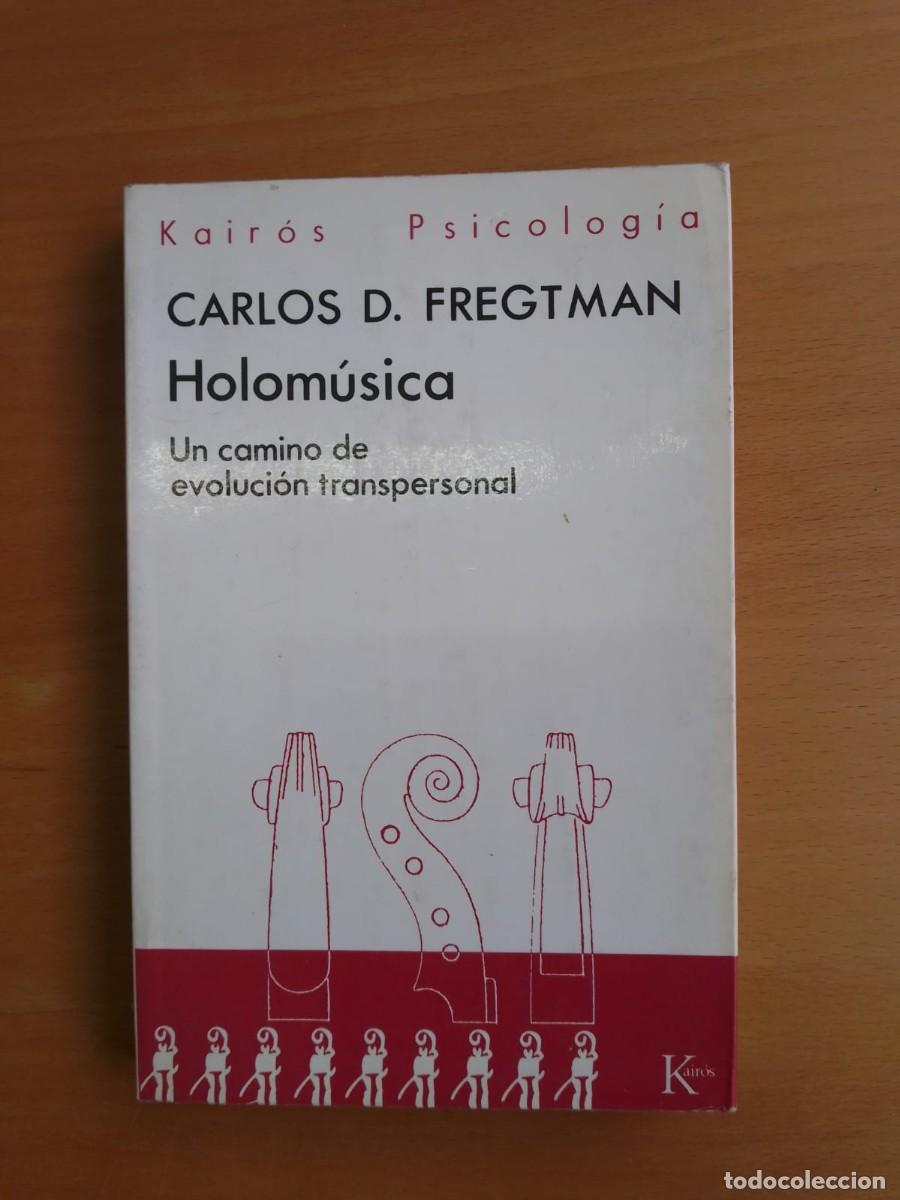 Kairós Psicología
CARLOS D. FREGTMAN
Holomúsica
Un camino de
evolución transpersonal
Kairós
todocoleccion